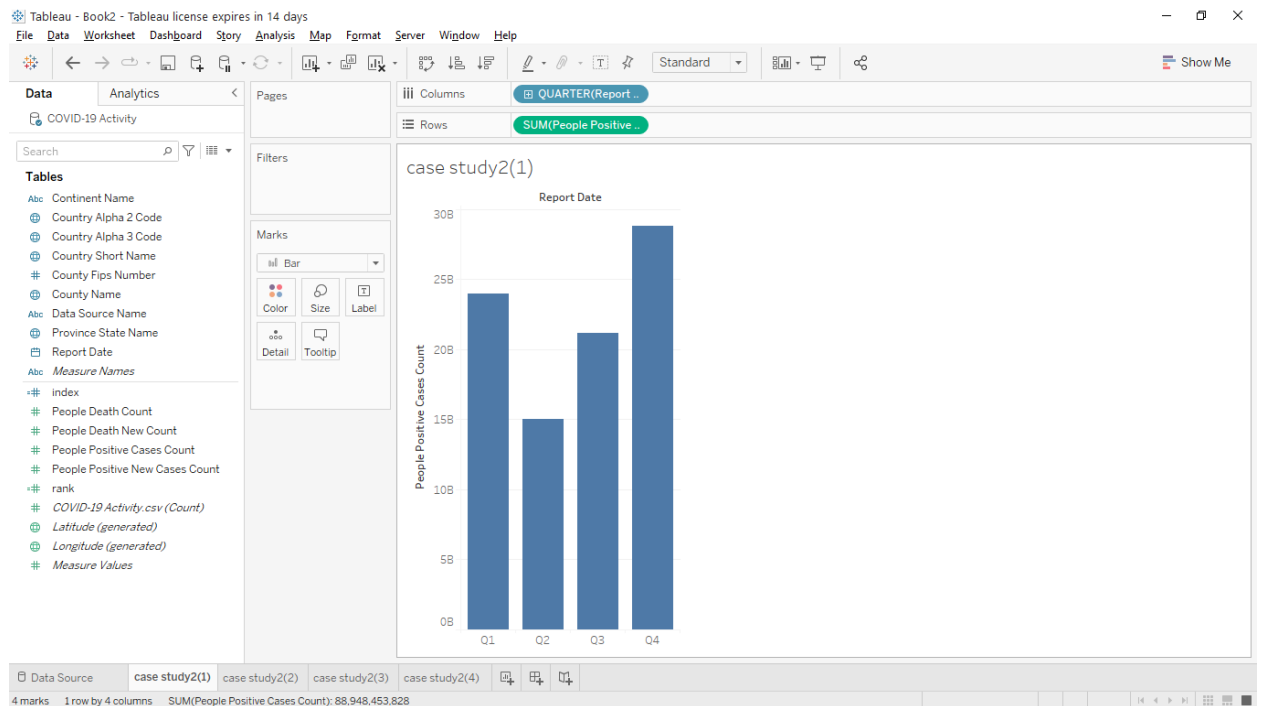 Tableau - Book2 - Tableau license expires in 14 days
File Data Worksheet Dashboard Story Analysis Map Format Server Window Help
Standard
Show Me
Data Analytics
COVID-19 Activity
Search
Tables
Abc Continent Name
Country Alpha 2 Code
Country Alpha 3 Code
Country Short Name
# County Fips Number
County Name
Abc Data Source Name
Province State Name
Report Date
Abc Measure Names
=# index
# People Death Count
# People Death New Count
# People Positive Cases Count
# People Positive New Cases Count
=# rank
# COVID-19 Activity.csv (Count)
Latitude (generated)
Longitude (generated)
# Measure Values
Pages
Filters
Marks
Bar
Color Size Label
Detail Tooltip
Columns QUARTER(Report ..
Rows SUM(People Positive ..
case study2(1)
Report Date
30B
25B
20B
15B
10B
5B
0B
People Positive Cases Count
Q1 Q2 Q3 Q4
Data Source case study2(1) case study2(2) case study2(3) case study2(4)
4 marks 1 row by 4 columns SUM(People Positive Cases Count): 88,948,453,828